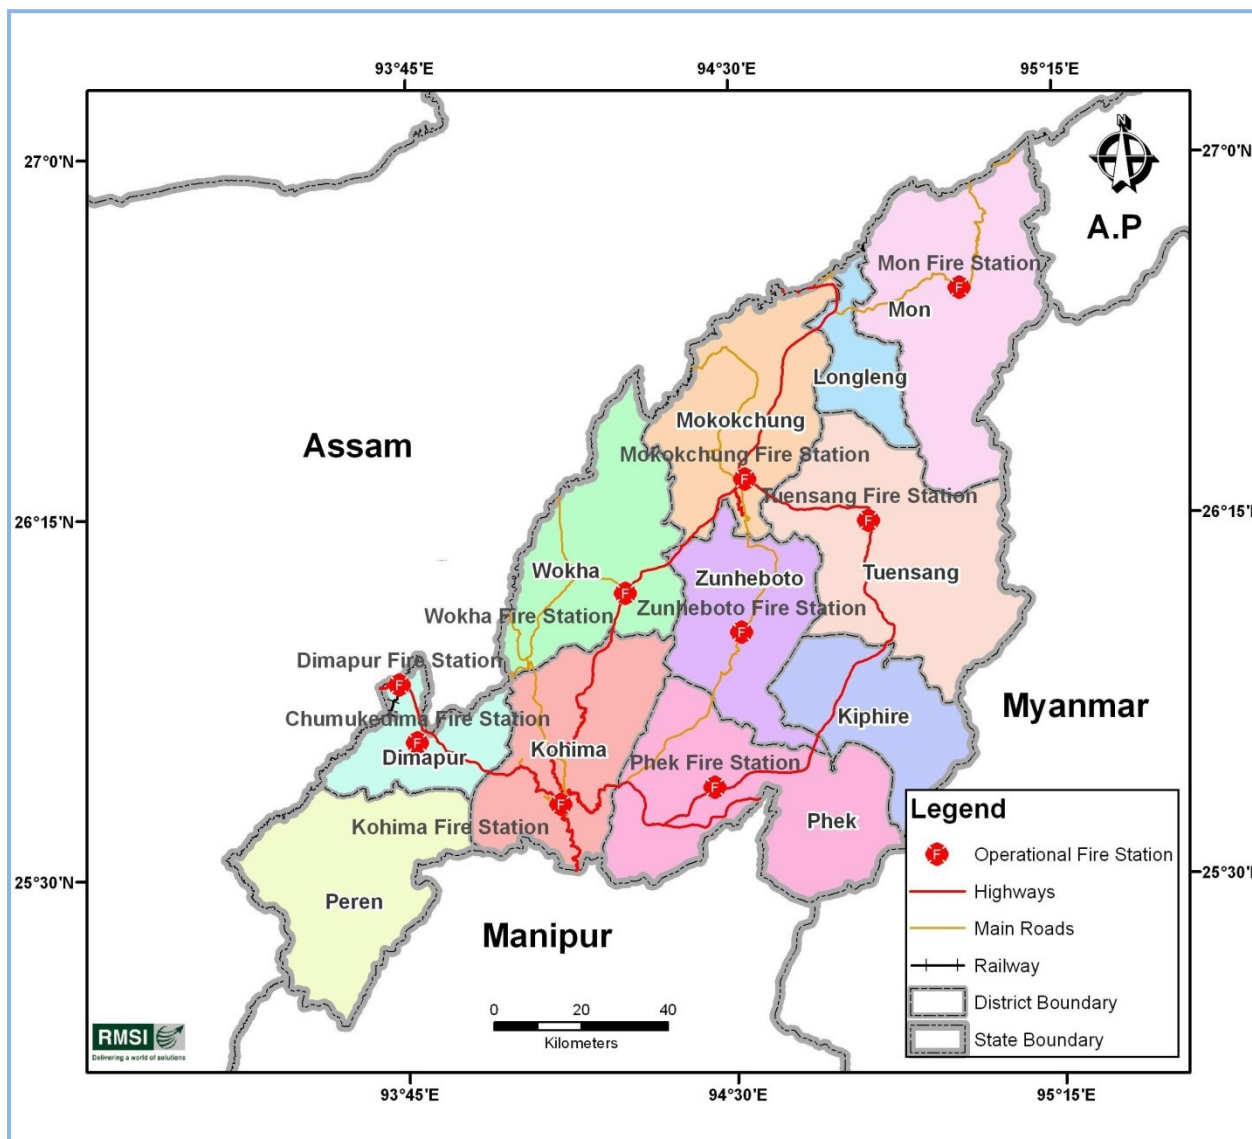 93°45'E
94°30'E
95°15'E
27°0'N
27°0'N
N
A.P
Mon Fire Station
F
Mon
Longleng
Mokokchung
Assam
Mokokchung Fire Station
F
Tuensang Fire Station
26°15'N
26°15'N
F
Wokha
Zunheboto
Tuensang
F
Wokha Fire Station
Zunheboto Fire Station
F
Dimapur Fire Station
F
Myanmar
Chumukedima Fire Station
Kiphire
F
Dimapur
Kohima
Phek Fire Station
F
F
Kohima Fire Station
Phek
Legend
F Operational Fire Station
Highways
Main Roads
Railway
District Boundary
State Boundary
25°30'N
25°30'N
Peren
Manipur
0 20 40
Kilometers
RMSI
Delivering a world of solutions
93°45'E
94°30'E
95°15'E